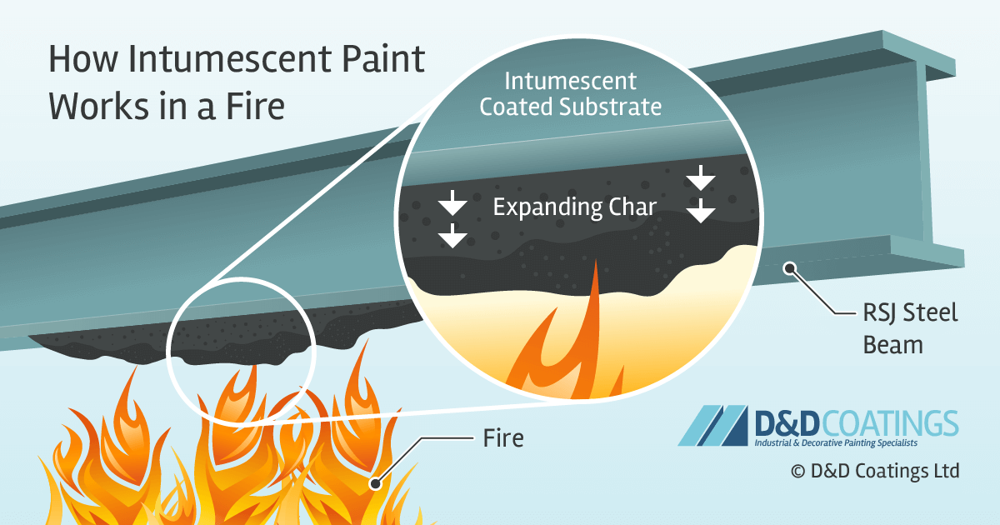 How Intumescent Paint
Works in a Fire
Intumescent
Coated Substrate
Expanding Char
RSJ Steel
Beam
Fire
D&DCOATINGS
Industrial & Decorative Painting Specialists
© D&D Coatings Ltd